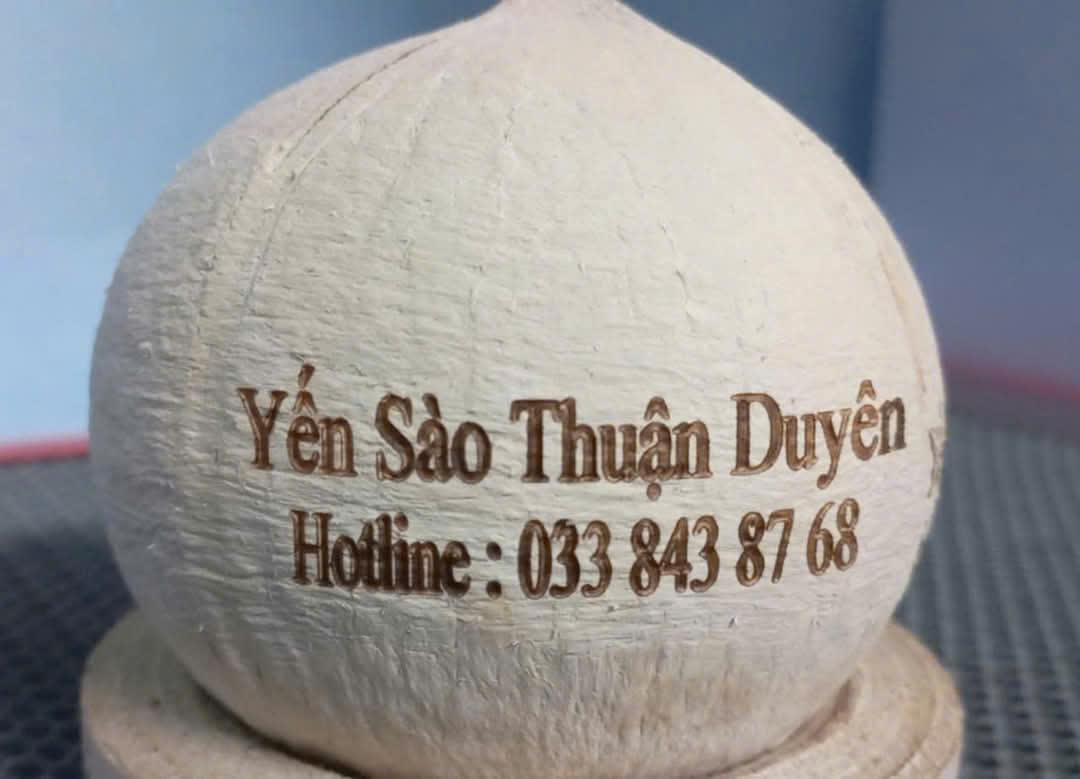 Yến Sào Thuận Duyên
Hotline : 033 843 87 68